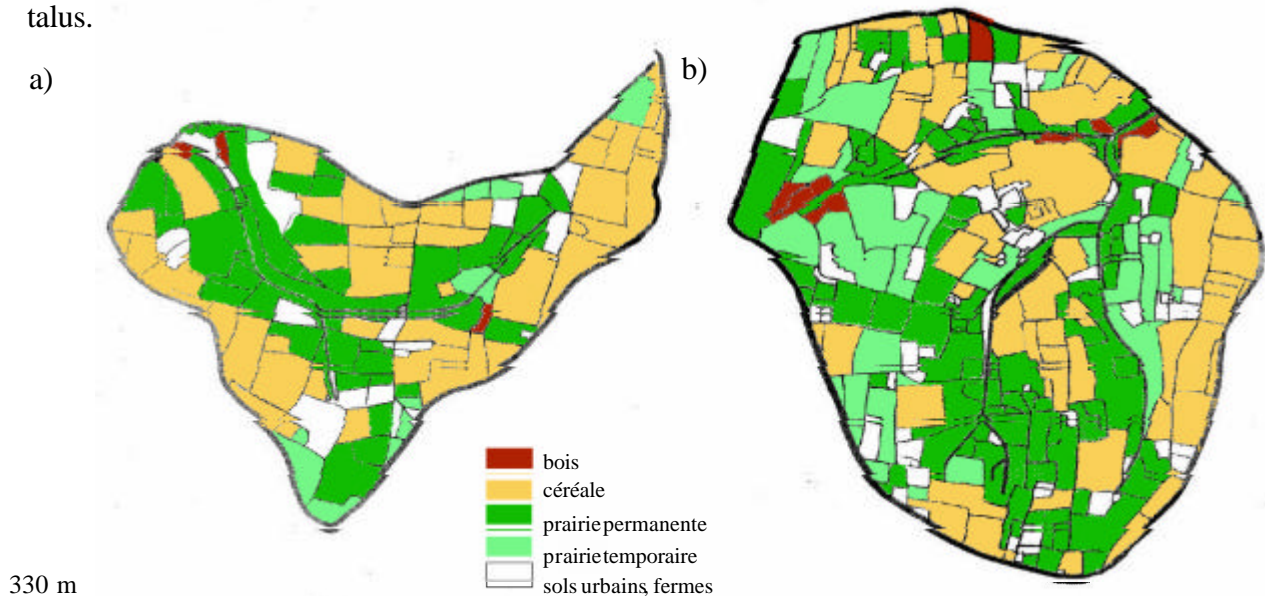 talus.
a)
b)
bois
céréale
prairie permanente
prairie temporaire
sols urbains, fermes
330 m